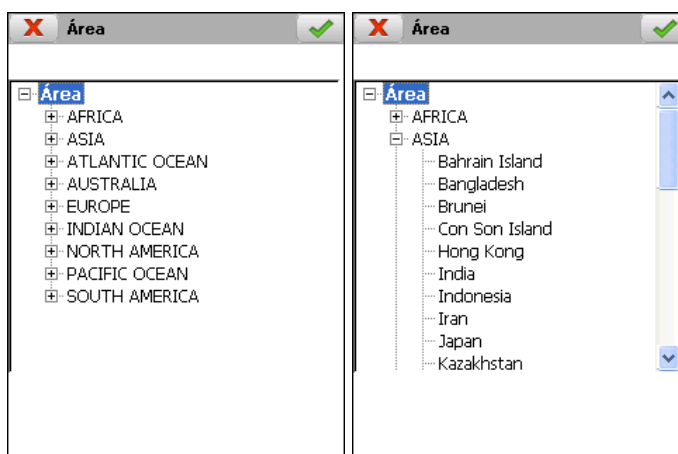 Área
Área
AFRICA
ASIA
ATLANTIC OCEAN
AUSTRALIA
EUROPE
INDIAN OCEAN
NORTH AMERICA
PACIFIC OCEAN
SOUTH AMERICA
Área
Área
AFRICA
ASIA
Bahrain Island
Bangladesh
Brunei
Con Son Island
Hong Kong
India
Indonesia
Iran
Japan
Kazakhstan